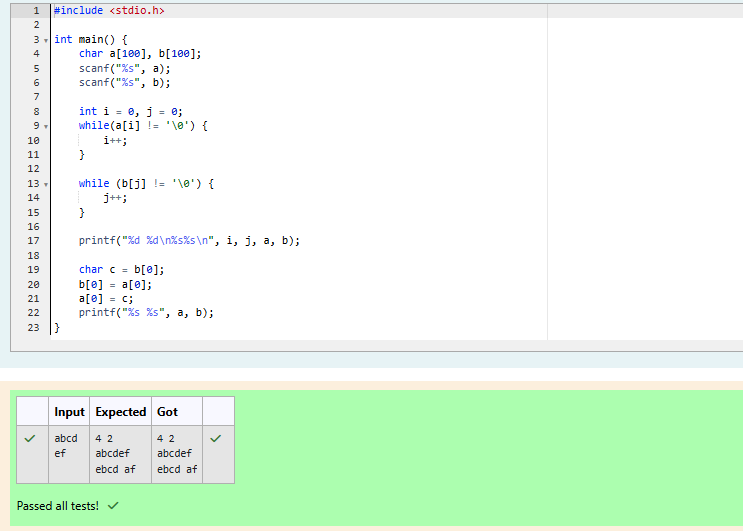 1 #include <stdio.h>
2
3 int main() {
4     char a[100], b[100];
5     scanf("%s", a);
6     scanf("%s", b);
7
8     int i = 0, j = 0;
9     while(a[i] != '\0') {
10         i++;
11     }
12
13     while (b[j] != '\0') {
14         j++;
15     }
16
17     printf("%d %d\n%s%s\n", i, j, a, b);
18
19     char c = b[0];
20     b[0] = a[0];
21     a[0] = c;
22     printf("%s %s", a, b);
23 }
Input Expected Got
abcd 4 2 4 2
ef abcdef abcdef
ebcd af ebcd af
Passed all tests!